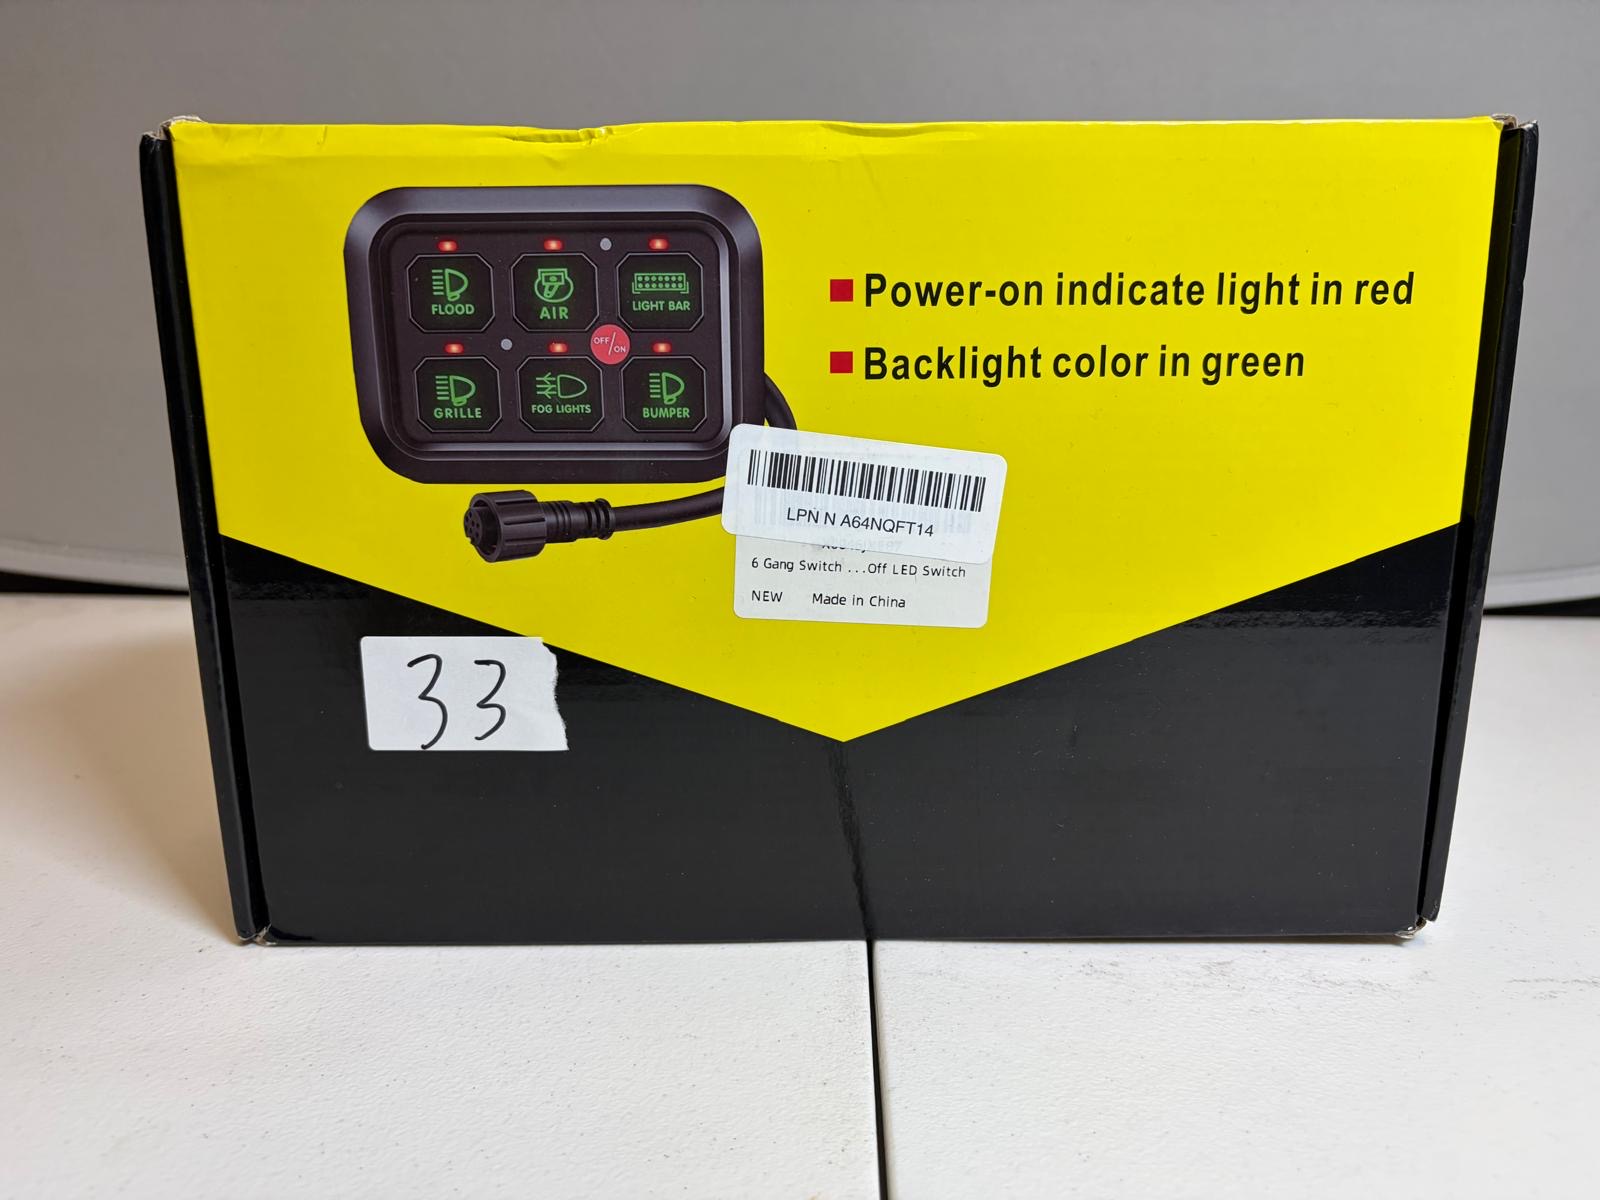 FLOOD
AIR
LIGHT BAR
OFF/ON
GRILLE
FOG LIGHTS
BUMPER
Power-on indicate light in red
Backlight color in green
LPN N A64NQFT14
6 Gang Switch ...Off LED Switch
NEW Made in China
33